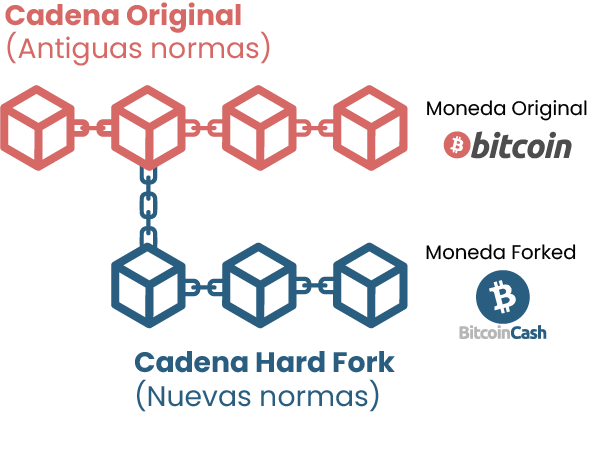 Cadena Original
(Antiguas normas)
Moneda Original
bitcoin
Moneda Forked
BitcoinCash
Cadena Hard Fork
(Nuevas normas)